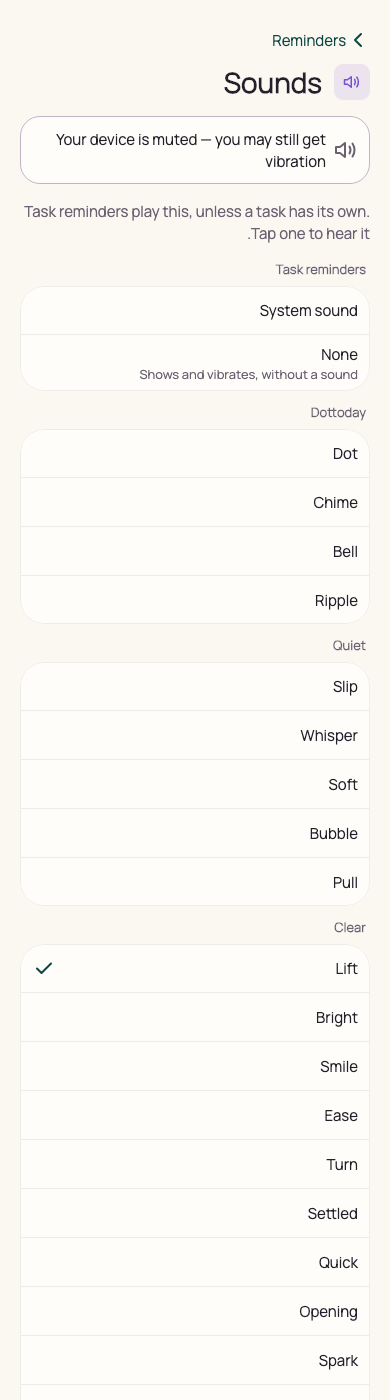 Reminders
Sounds
Your device is muted — you may still get
vibration
Task reminders play this, unless a task has its own.
Tap one to hear it.
Task reminders
System sound
None
Shows and vibrates, without a sound
Dottoday
Dot
Chime
Bell
Ripple
Quiet
Slip
Whisper
Soft
Bubble
Pull
Clear
Lift
Bright
Smile
Ease
Turn
Settled
Quick
Opening
Spark